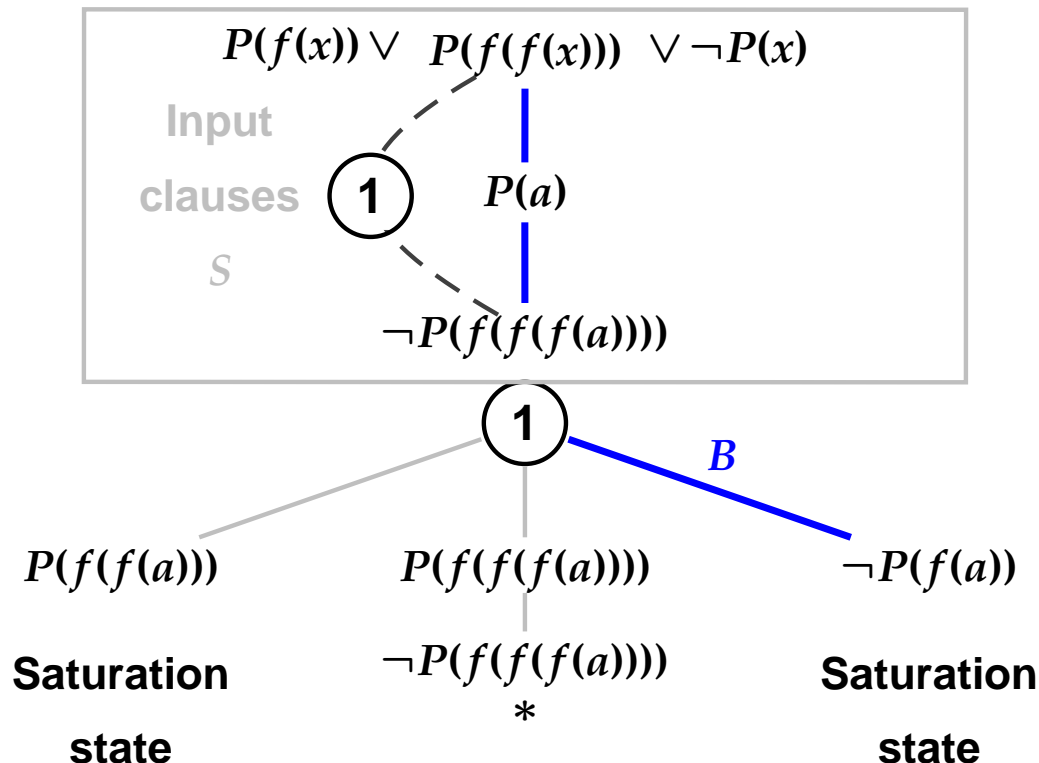 P(f(x)) ∨ P(f(f(x))) ∨ ¬P(x)
Input
clauses
S
1
P(a)
¬P(f(f(f(a))))
1
B
P(f(f(a)))
P(f(f(f(a))))
¬P(f(a))
¬P(f(f(f(a))))
*
Saturation
state
Saturation
state